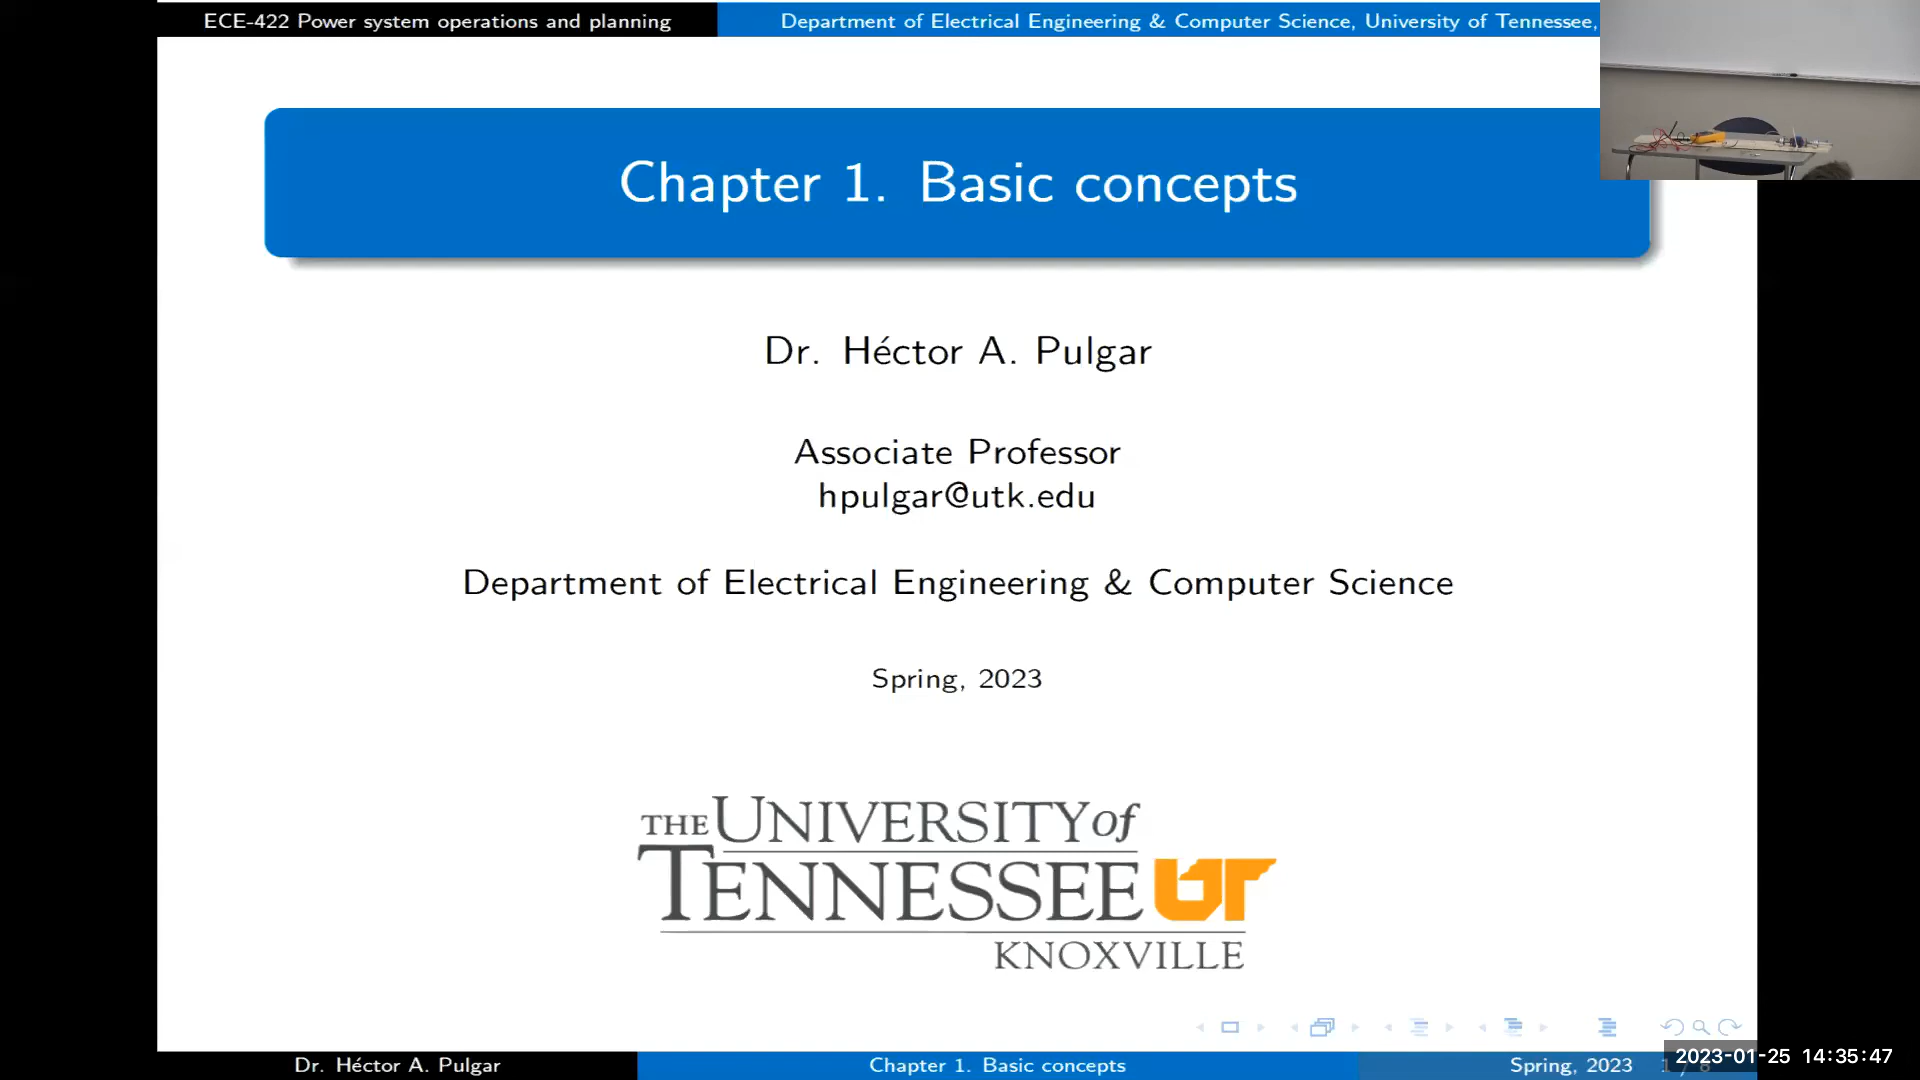 ECE-422 Power system operations and planning
Department of Electrical Engineering & Computer Science, University of Tennessee,
Chapter 1. Basic concepts
Dr. Héctor A. Pulgar
Associate Professor
hpulgar@utk.edu
Department of Electrical Engineering & Computer Science
Spring, 2023
THE UNIVERSITY of
TENNESSEE UT
KNOXVILLE
Dr. Héctor A. Pulgar
Chapter 1. Basic concepts
Spring, 2023
2023-01-25 14:35:47